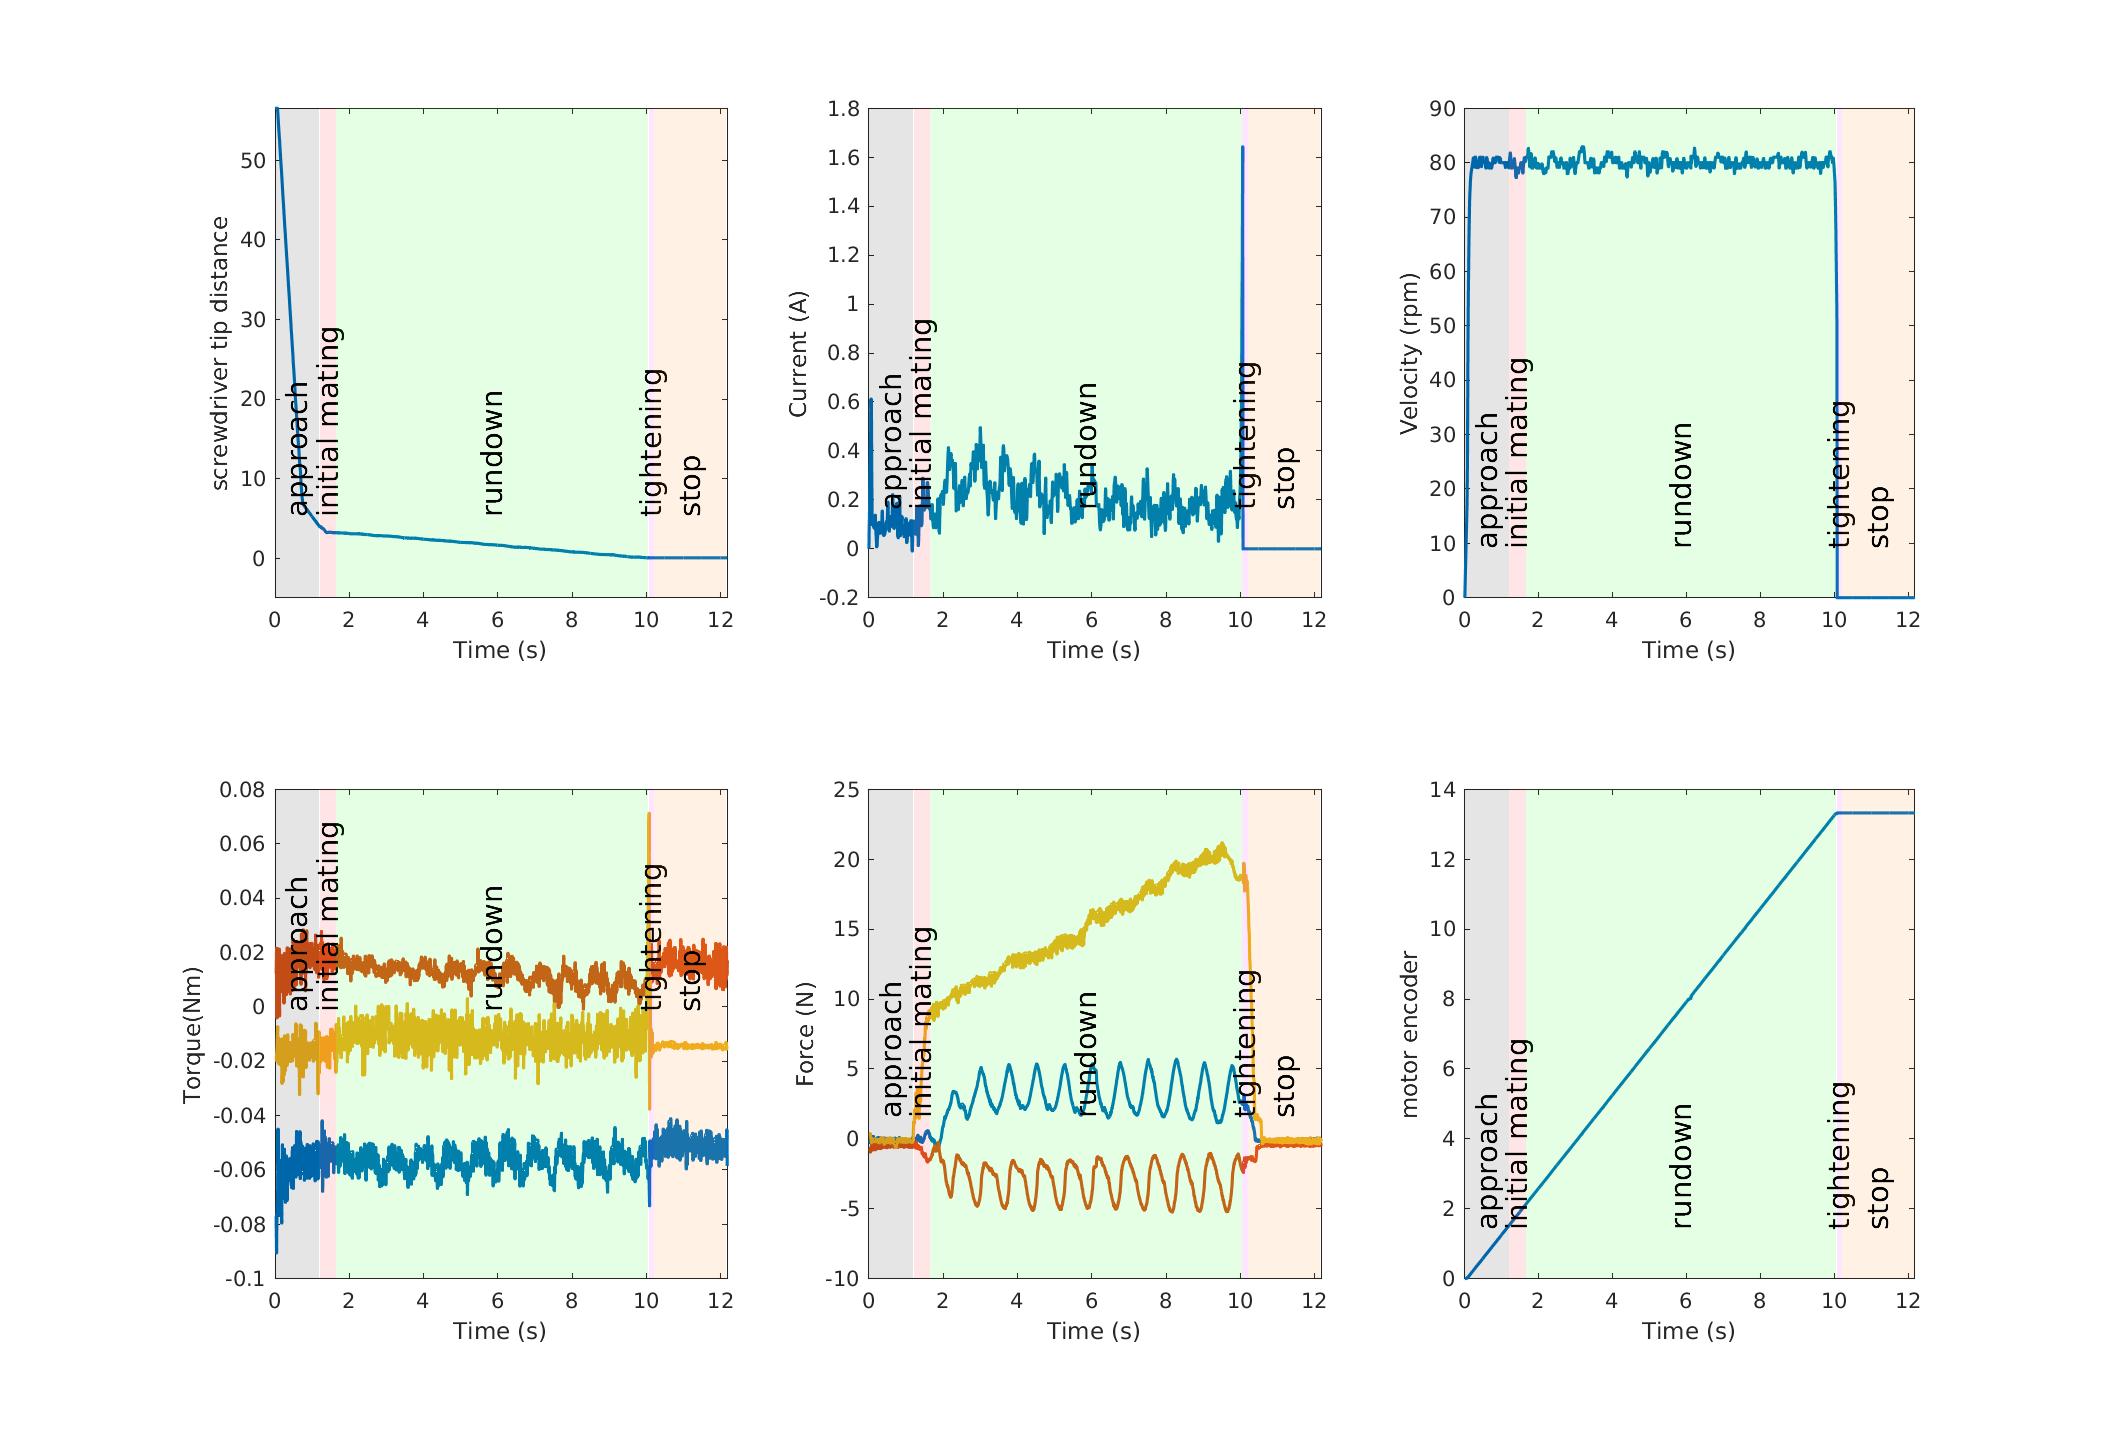 screwdriver tip distance
50
40
30
20
10
0
approach
initial mating
rundown
tightening
stop
0 2 4 6 8 10 12
Time (s)
Current (A)
1.8
1.6
1.4
1.2
1
0.8
0.6
0.4
0.2
0
-0.2
approach
initial mating
rundown
tightening
stop
0 2 4 6 8 10 12
Time (s)
Velocity (rpm)
90
80
70
60
50
40
30
20
10
0
approach
initial mating
rundown
tightening
stop
0 2 4 6 8 10 12
Time (s)
Torque(Nm)
0.08
0.06
0.04
0.02
0
-0.02
-0.04
-0.06
-0.08
-0.1
approach
initial mating
rundown
tightening
stop
0 2 4 6 8 10 12
Time (s)
Force (N)
25
20
15
10
5
0
-5
-10
approach
initial mating
rundown
tightening
stop
0 2 4 6 8 10 12
Time (s)
motor encoder
14
12
10
8
6
4
2
0
approach
initial mating
rundown
tightening
stop
0 2 4 6 8 10 12
Time (s)